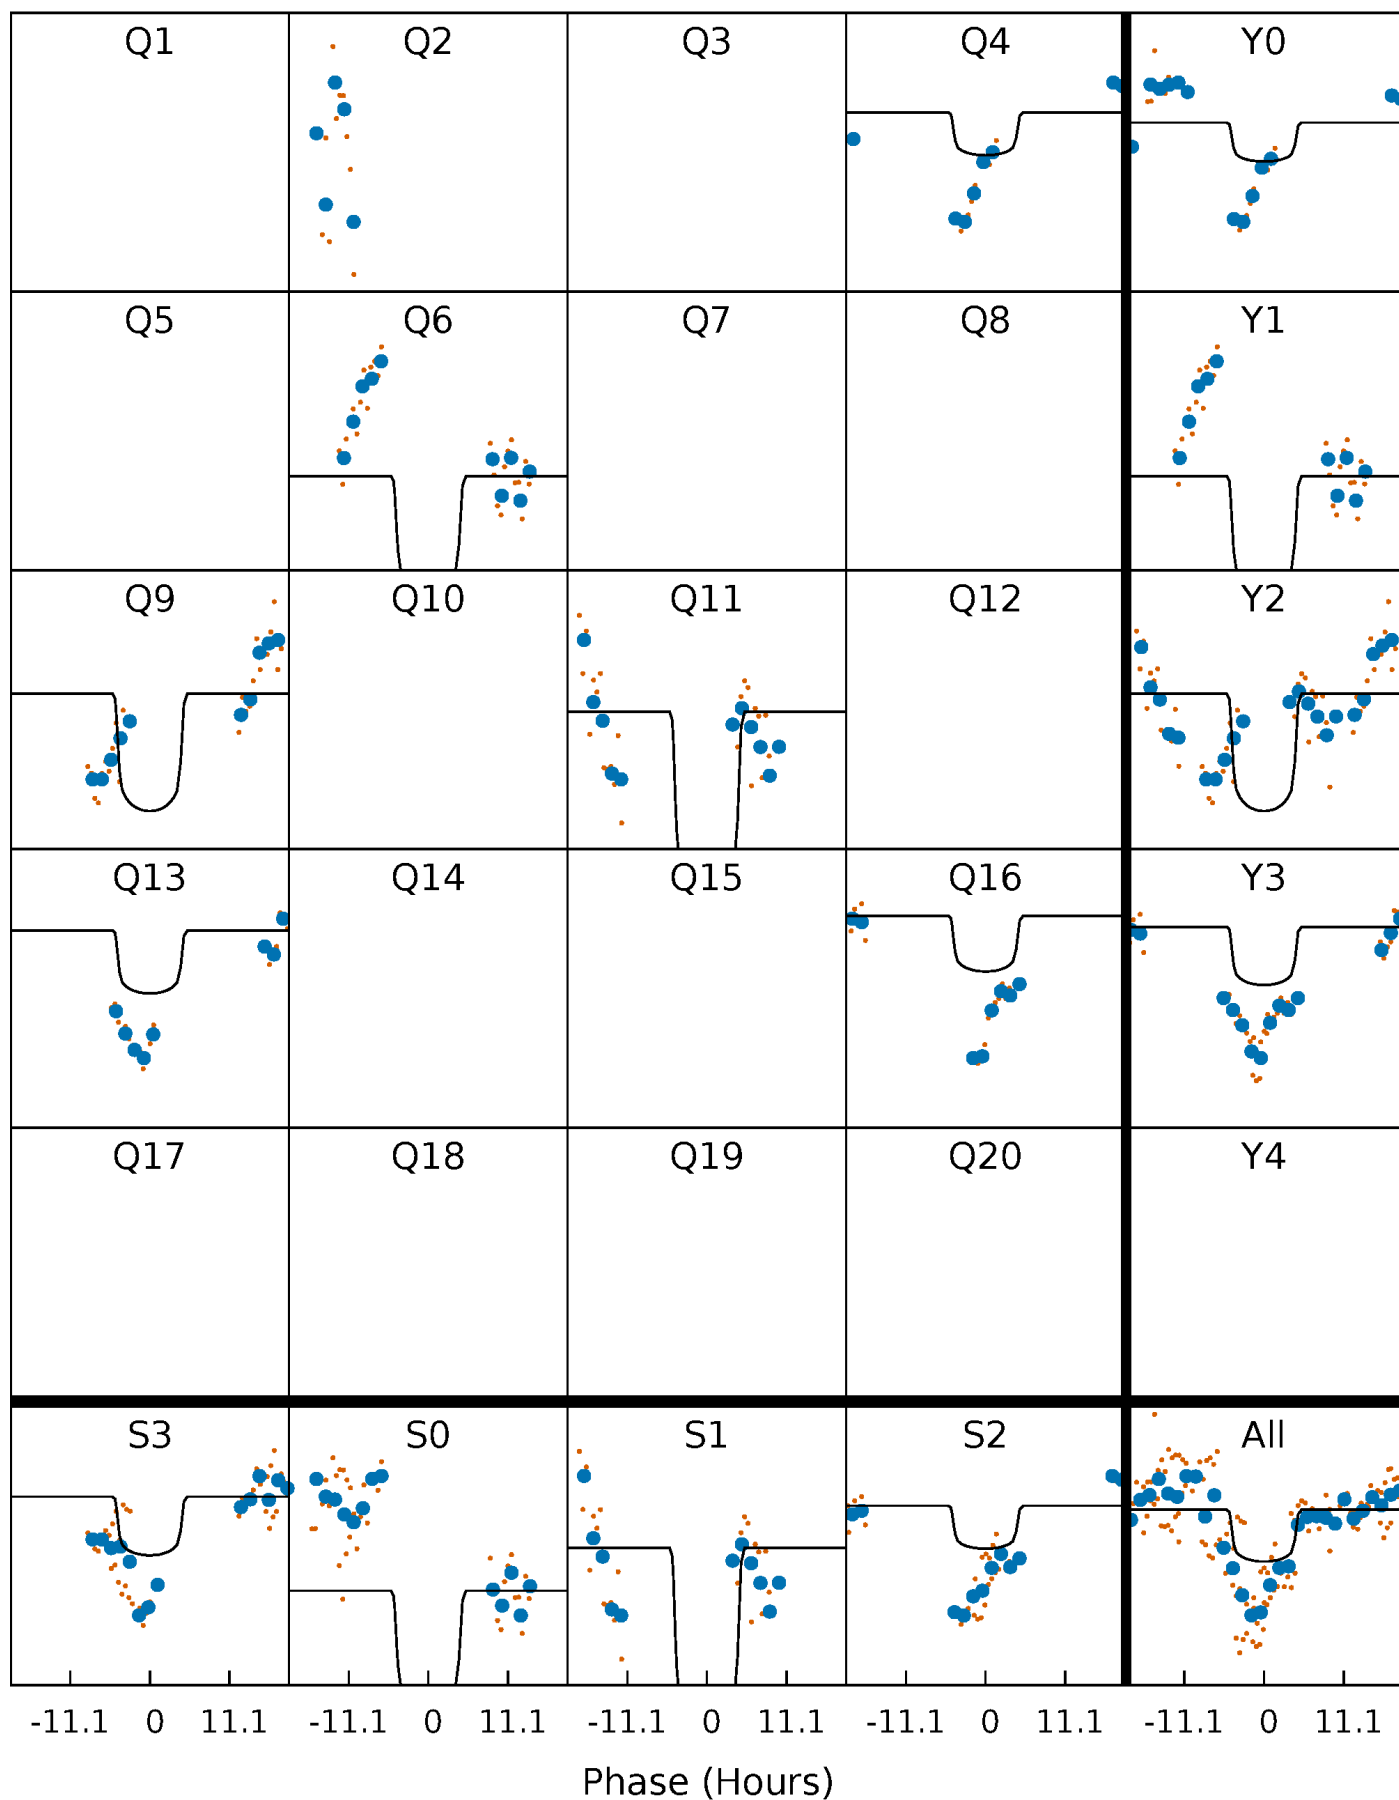 Q1 Q2 Q3 Q4 Y0
Q5 Q6 Q7 Q8 Y1
Q9 Q10 Q11 Q12 Y2
Q13 Q14 Q15 Q16 Y3
Q17 Q18 Q19 Q20 Y4
S3 S0 S1 S2 All
-11.1 0 11.1 -11.1 0 11.1 -11.1 0 11.1 -11.1 0 11.1 -11.1 0 11.1
Phase (Hours)